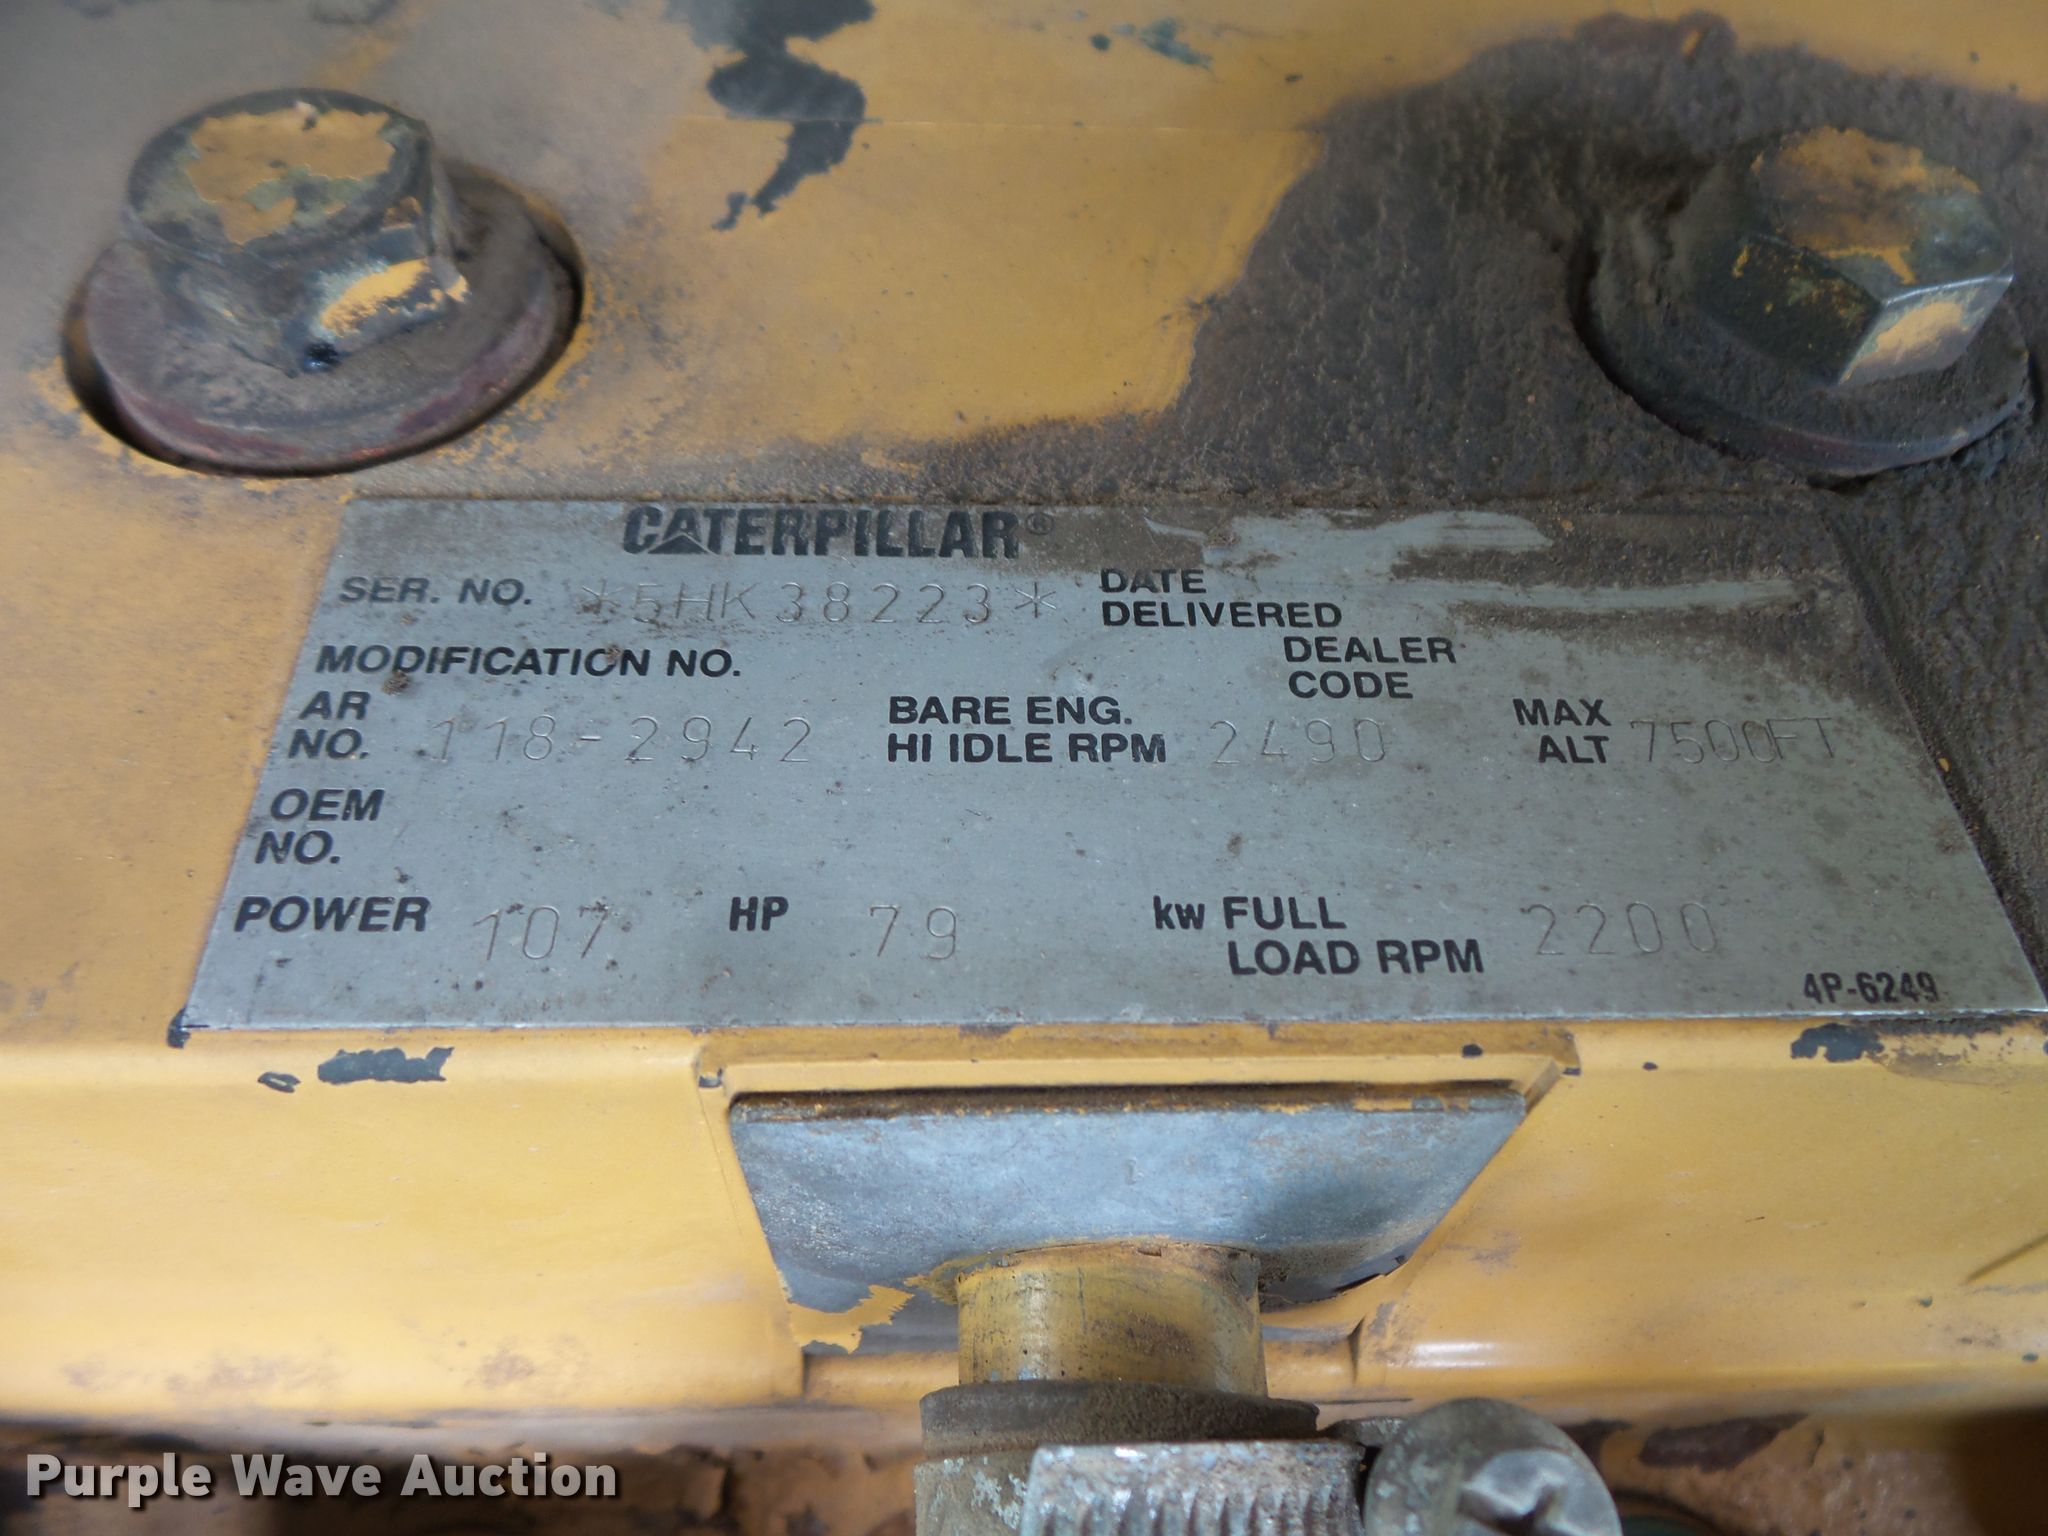 CATERPILLAR®
SER. NO. *5HK38223* DATE DELIVERED
MODIFICATION NO. DEALER CODE
AR NO. 118-2942 BARE ENG. HI IDLE RPM 2490 MAX ALT 7500FT
OEM NO.
POWER 107 HP 79 kw FULL LOAD RPM 2200
4P-6249
Purple Wave Auction